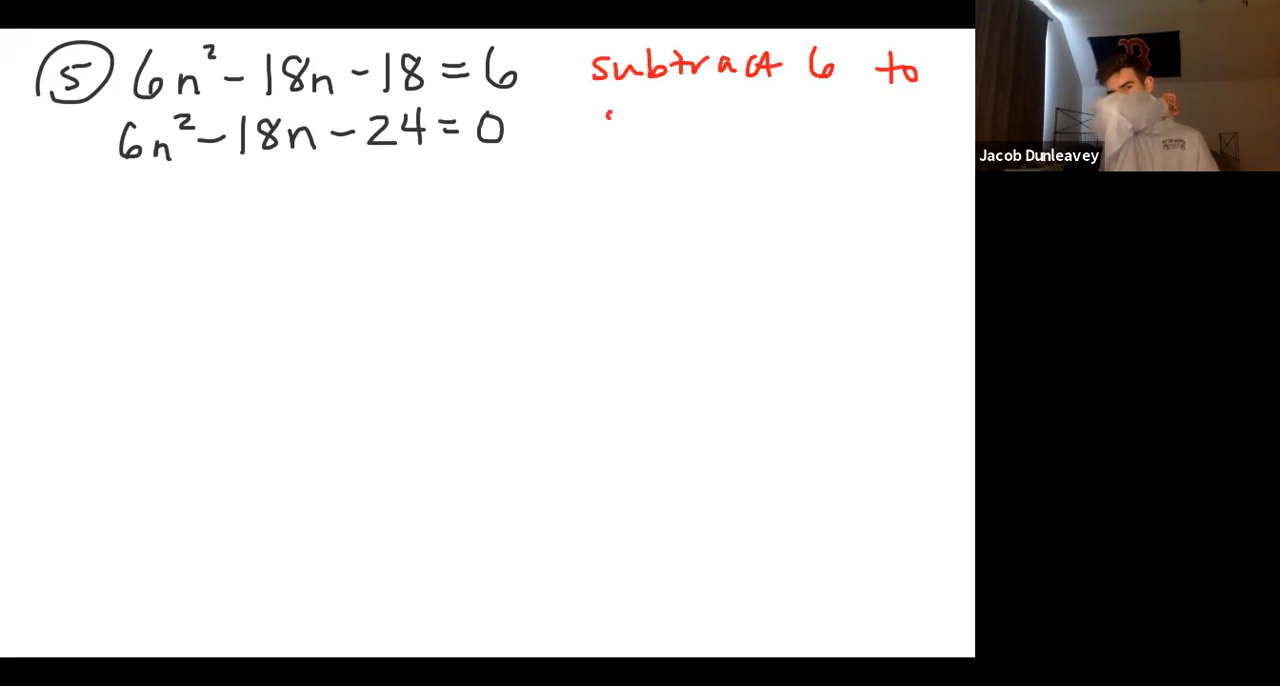 ⑤ 6n² - 18n - 18 = 6 subtract 6 to
6n² - 18n - 24 = 0
Jacob Dunleavey